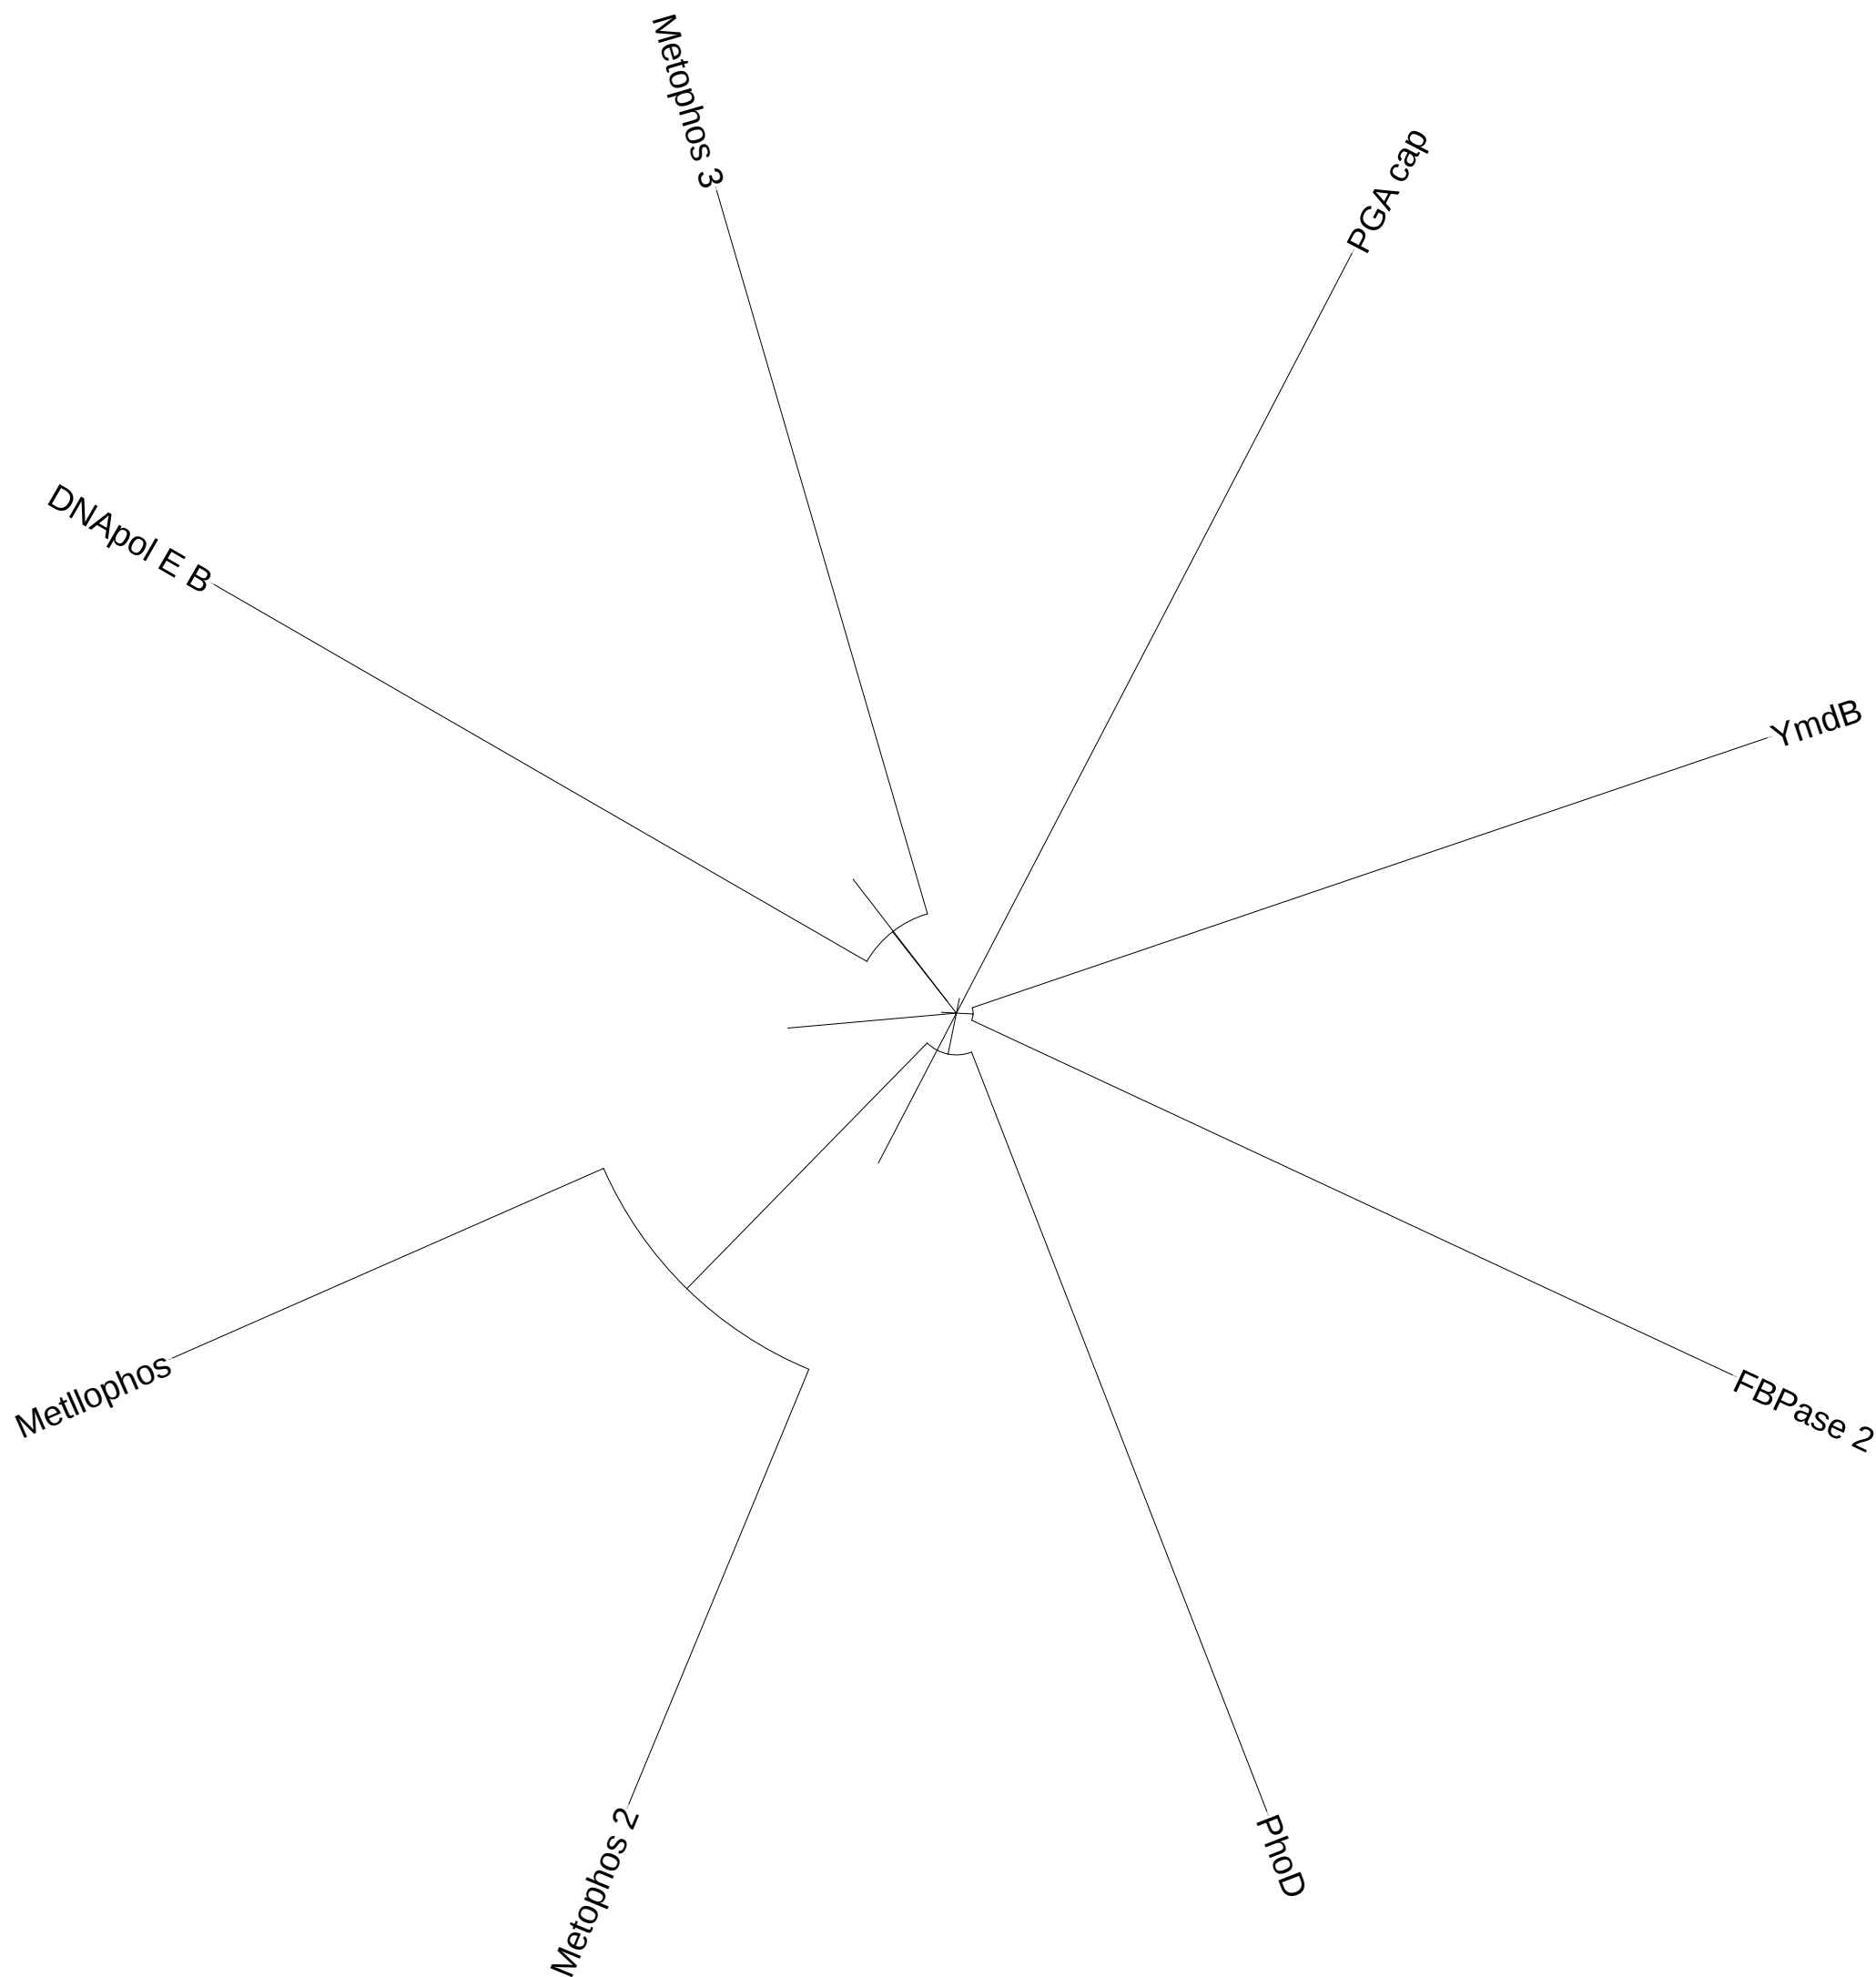 Metophos 3
PGA cap
DNApol E B
YmdB
Metllophos
FBPase 2
Metophos 2
PhoD